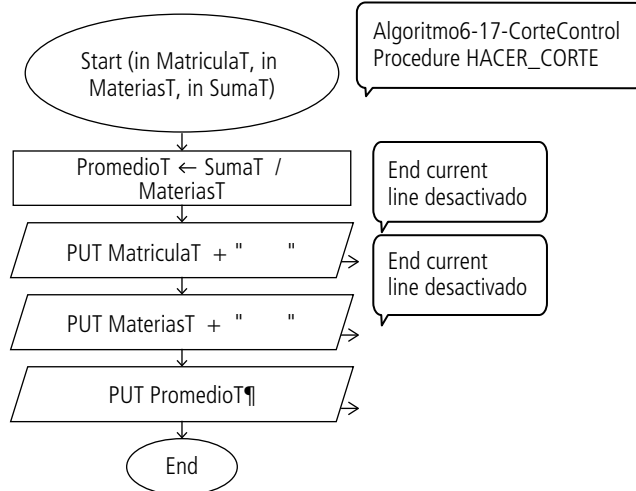 Algoritmo6-17-CorteControl
Procedure HACER_CORTE
Start (in MatriculaT, in
MateriasT, in SumaT)
PromedioT ← SumaT /
MateriasT
End current
line desactivado
PUT MatriculaT + "      "
End current
line desactivado
PUT MateriasT + "      "
PUT PromedioT¶
End